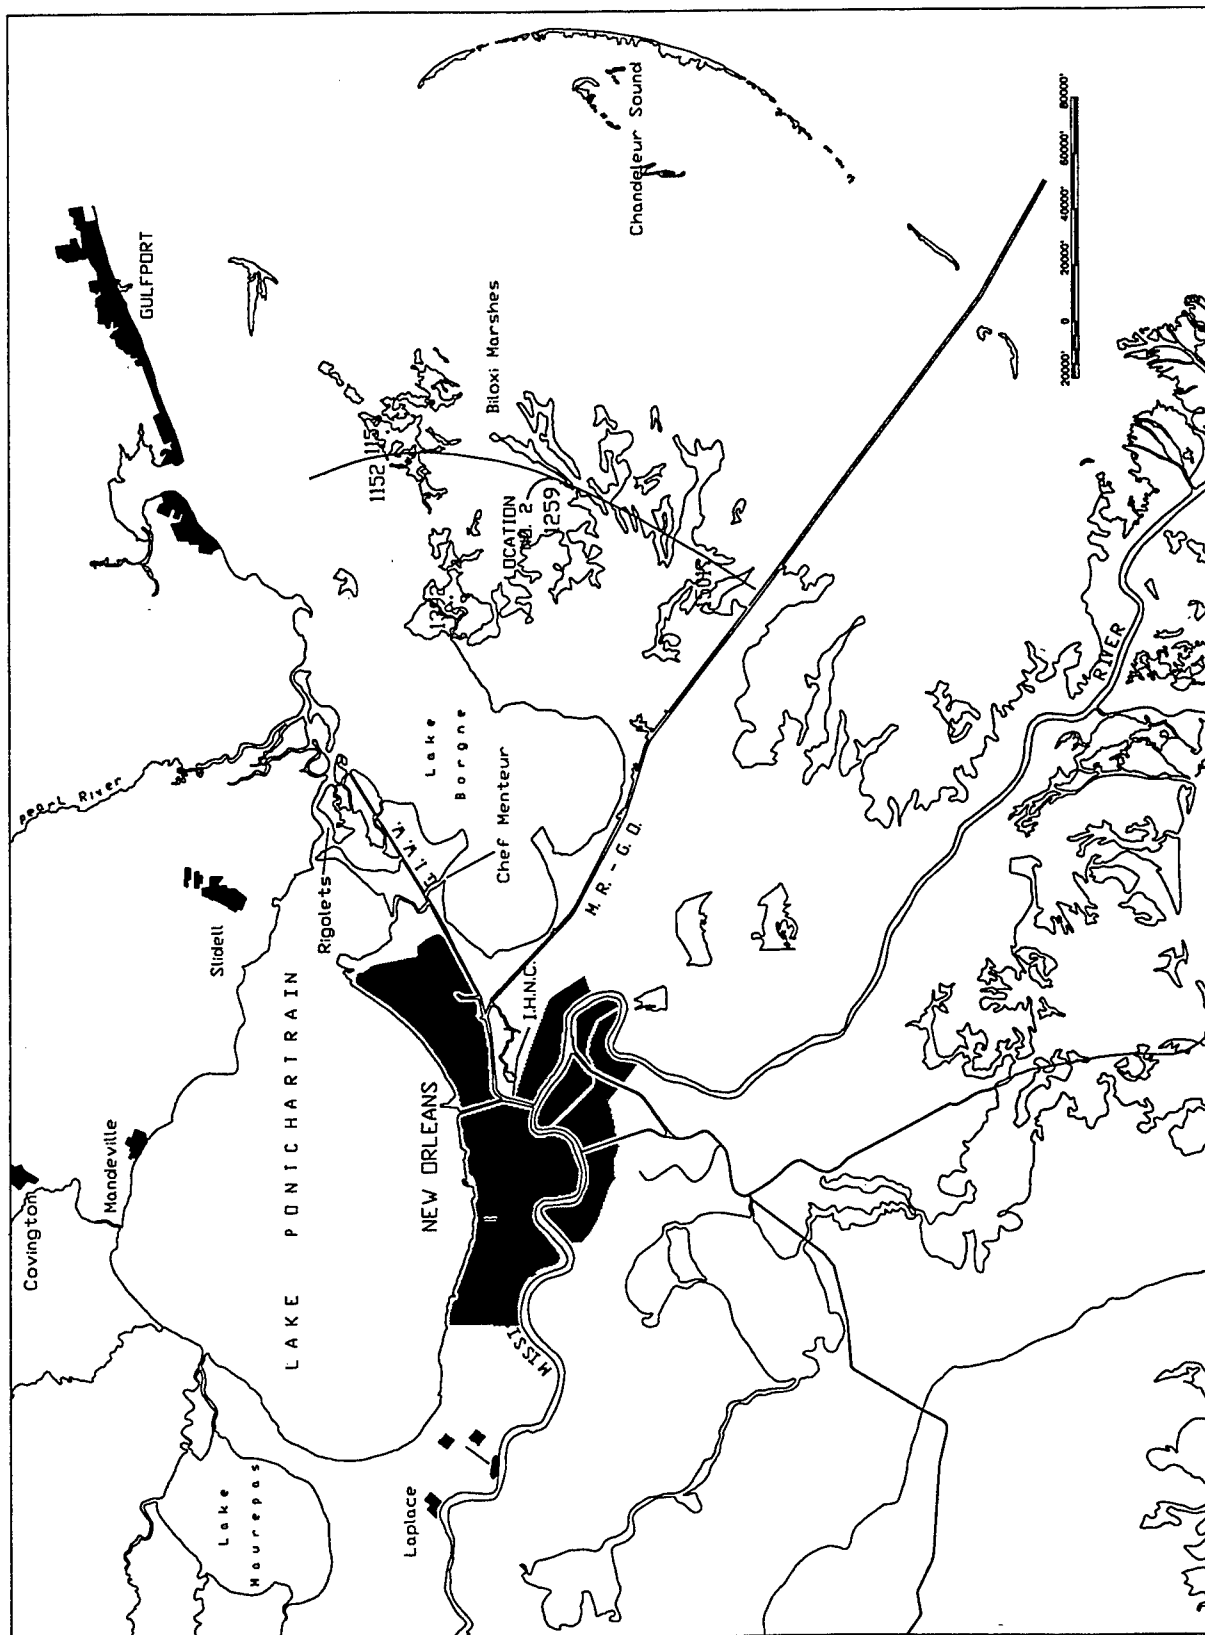 Covington
Mandeville
Slidell
Pearl River
GULFPORT
LAKE PONTCHARTRAIN
Rigolets
Lake
Maurepas
Laplace
NEW ORLEANS
I.H.N.C.
Chef Menteur
Lake
Borgne
1152
LOCATION
NO. 2
1259
Biloxi Marshes
Chandeleur Sound
M. R. - G. O.
MISSI
RIVER
20000' 0 20000' 40000' 60000' 80000'